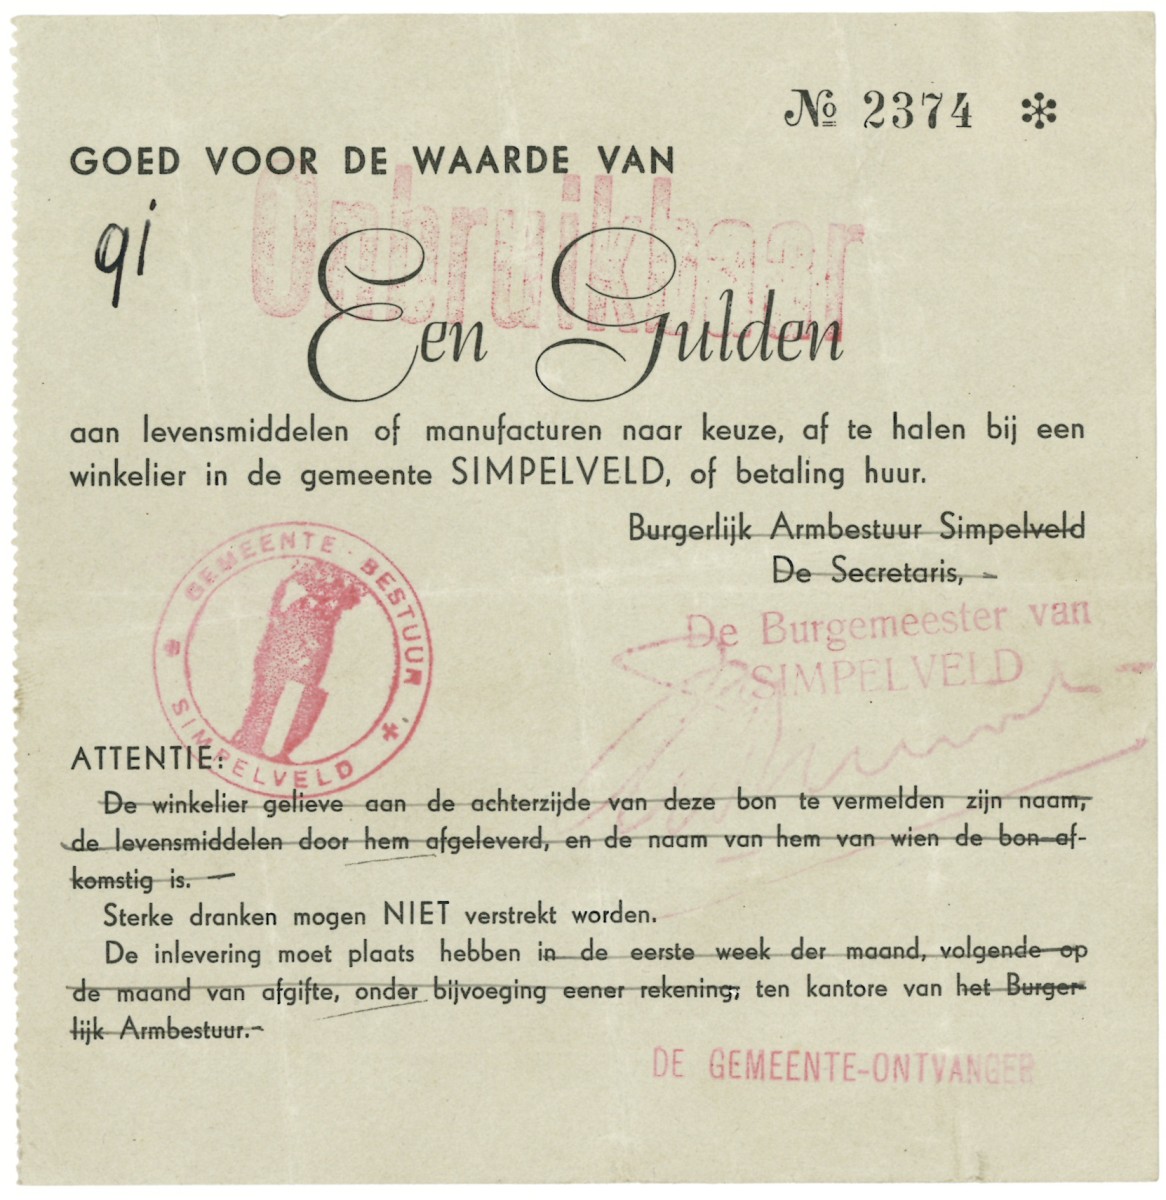 № 2374 *
GOED VOOR DE WAARDE VAN
Onbruikbaar
Een Gulden
aan levensmiddelen of manufacturen naar keuze, af te halen bij een
winkelier in de gemeente SIMPELVELD, of betaling huur.
Burgerlijk Armbestuur Simpelveld
De Secretaris,
De Burgemeester van
SIMPELVELD
GEMEENTE-BESTUUR
SIMPELVELD
ATTENTIE:
De winkelier gelieve aan de achterzijde van deze bon te vermelden zijn naam,
de levensmiddelen door hem afgeleverd, en de naam van hem van wien de bon af-
komstig is.
Sterke dranken mogen NIET verstrekt worden.
De inlevering moet plaats hebben in de eerste week der maand, volgende op
de maand van afgifte, onder bijvoeging eener rekening, ten kantore van het Burger-
lijk Armbestuur.
DE GEMEENTE-ONTVANGER